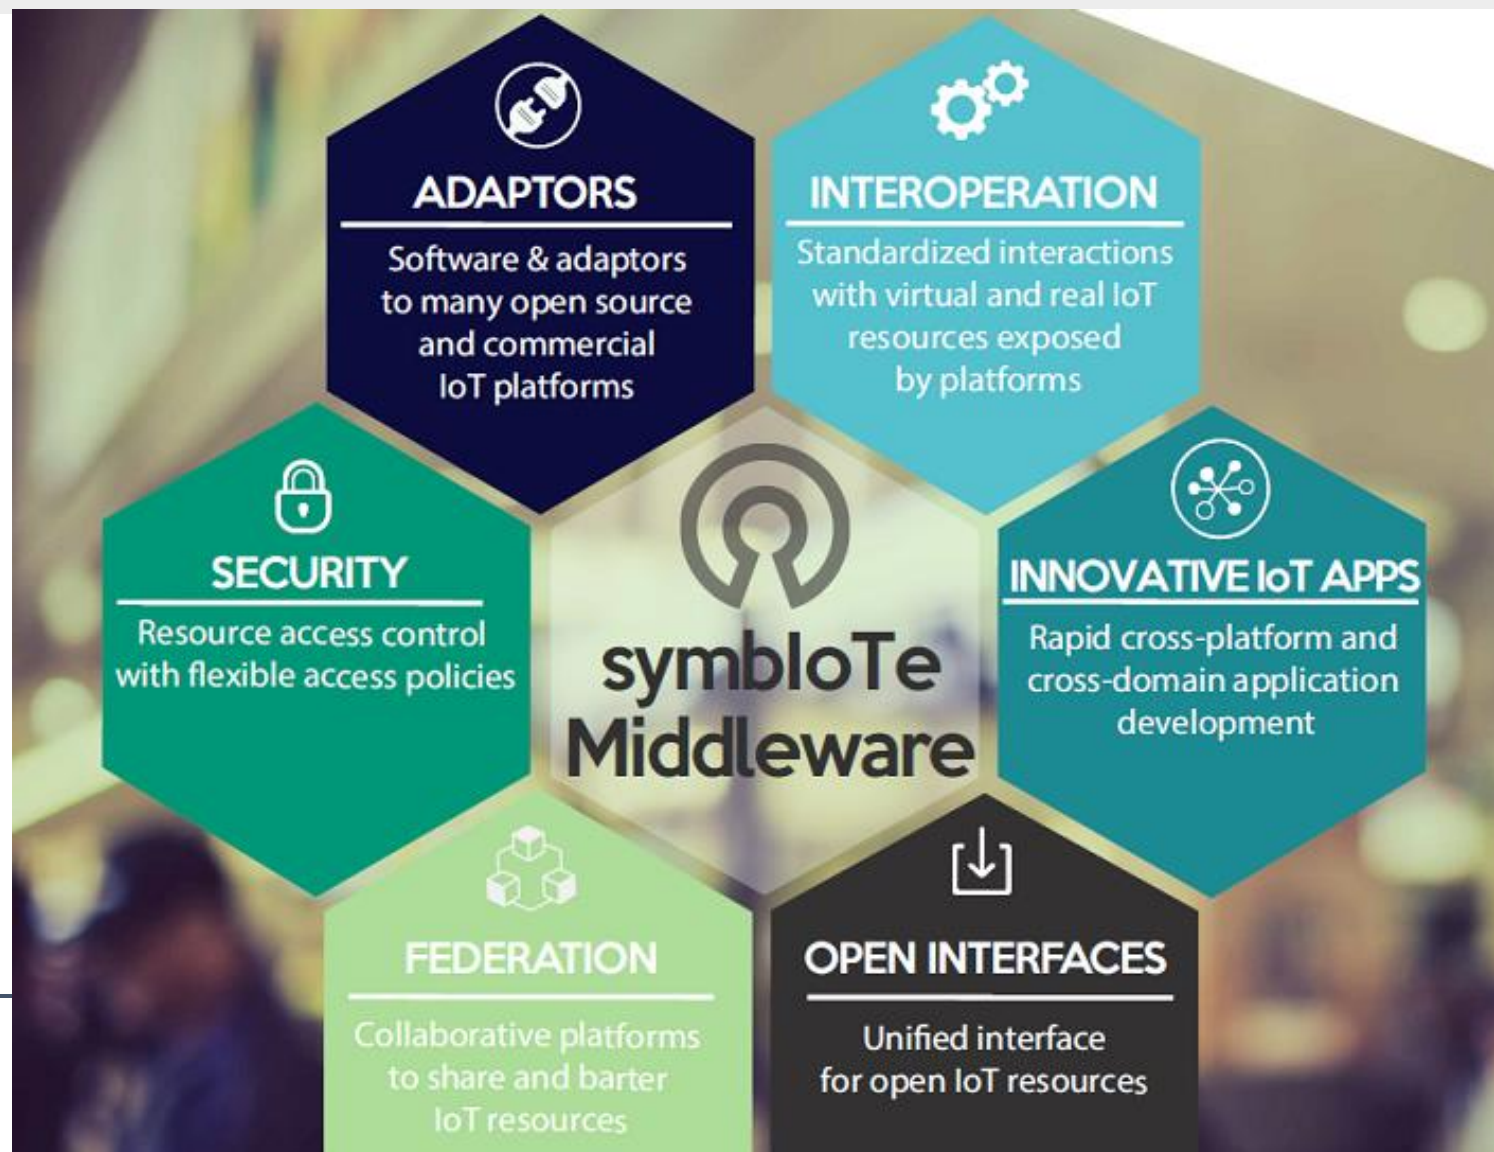 ADAPTORS
Software & adaptors
to many open source
and commercial
IoT platforms
INTEROPERATION
Standardized interactions
with virtual and real IoT
resources exposed
by platforms
SECURITY
Resource access control
with flexible access policies
symbIoTe
Middleware
INNOVATIVE IoT APPS
Rapid cross-platform and
cross-domain application
development
FEDERATION
Collaborative platforms
to share and barter
IoT resources
OPEN INTERFACES
Unified interface
for open IoT resources